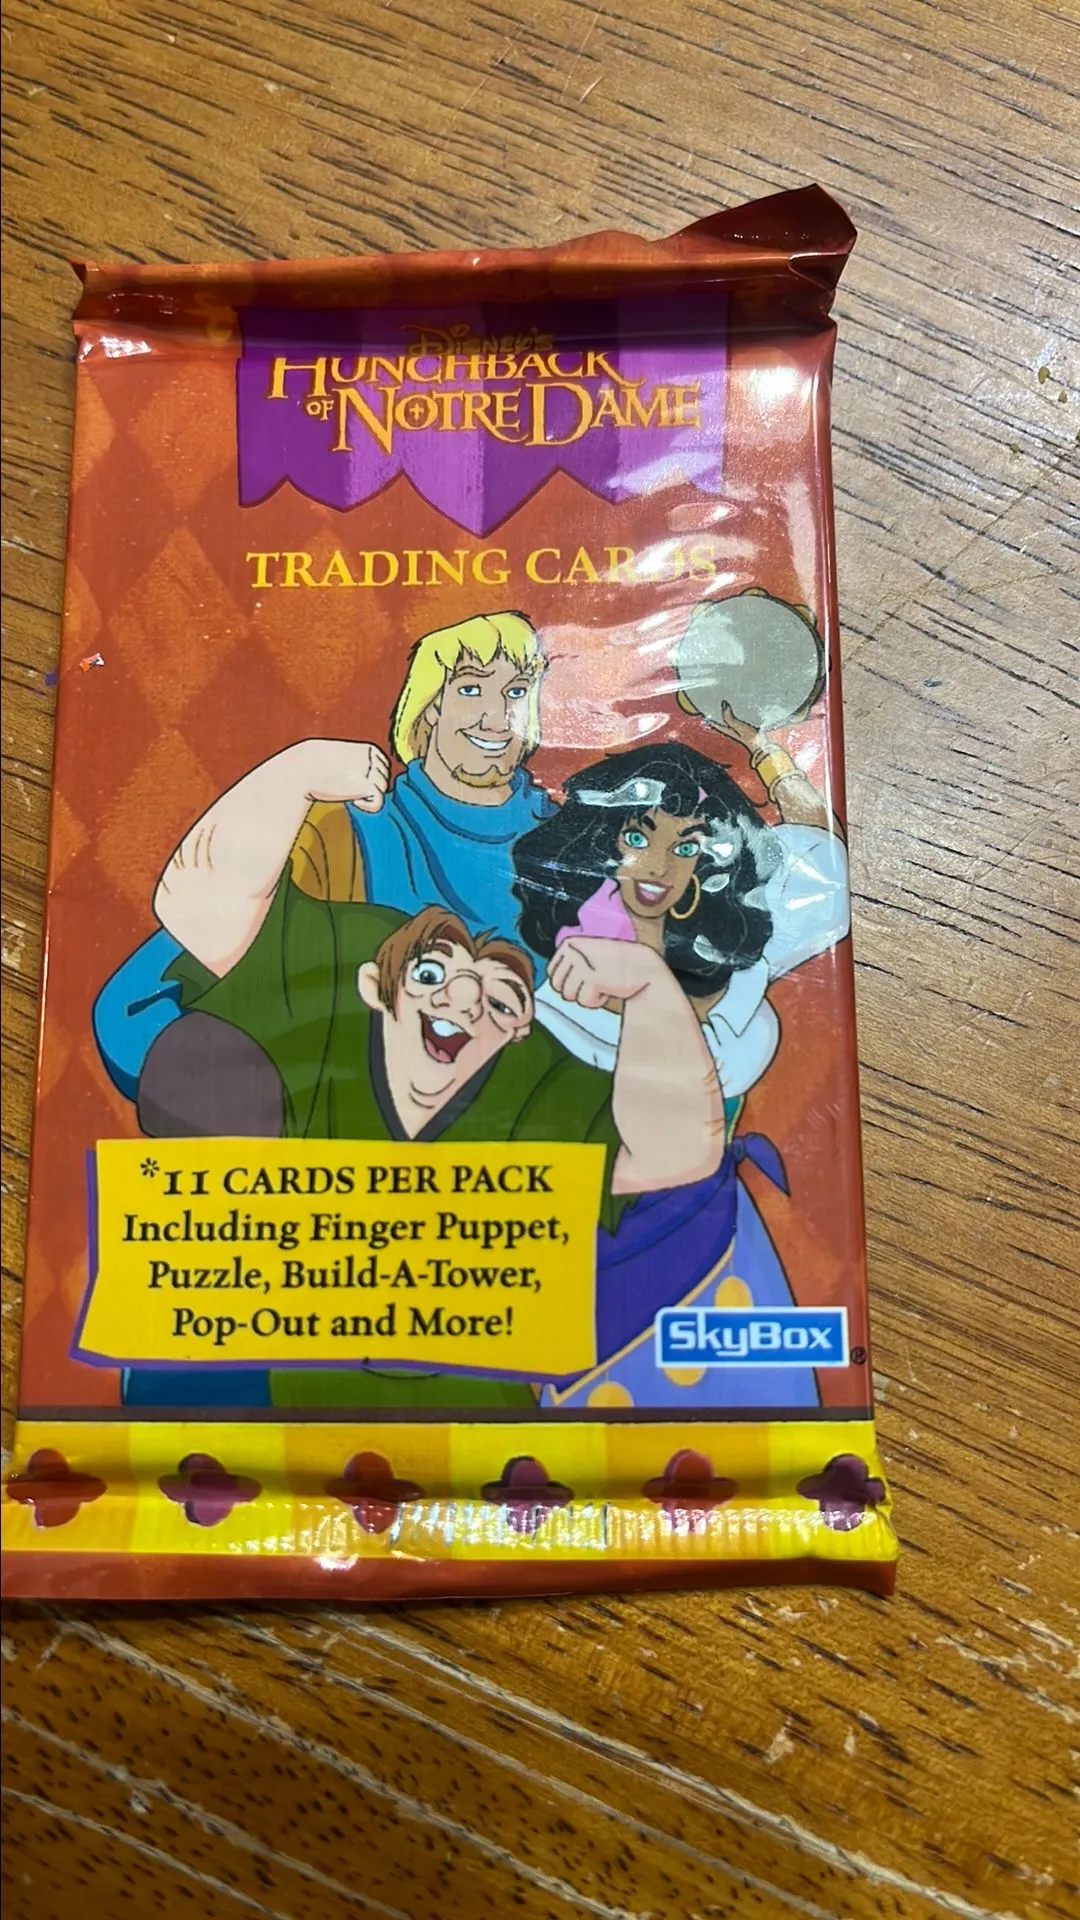 DISNEY'S
HUNCHBACK
OF NOTRE DAME
TRADING CARDS
*11 CARDS PER PACK
Including Finger Puppet,
Puzzle, Build-A-Tower,
Pop-Out and More!
SkyBox®